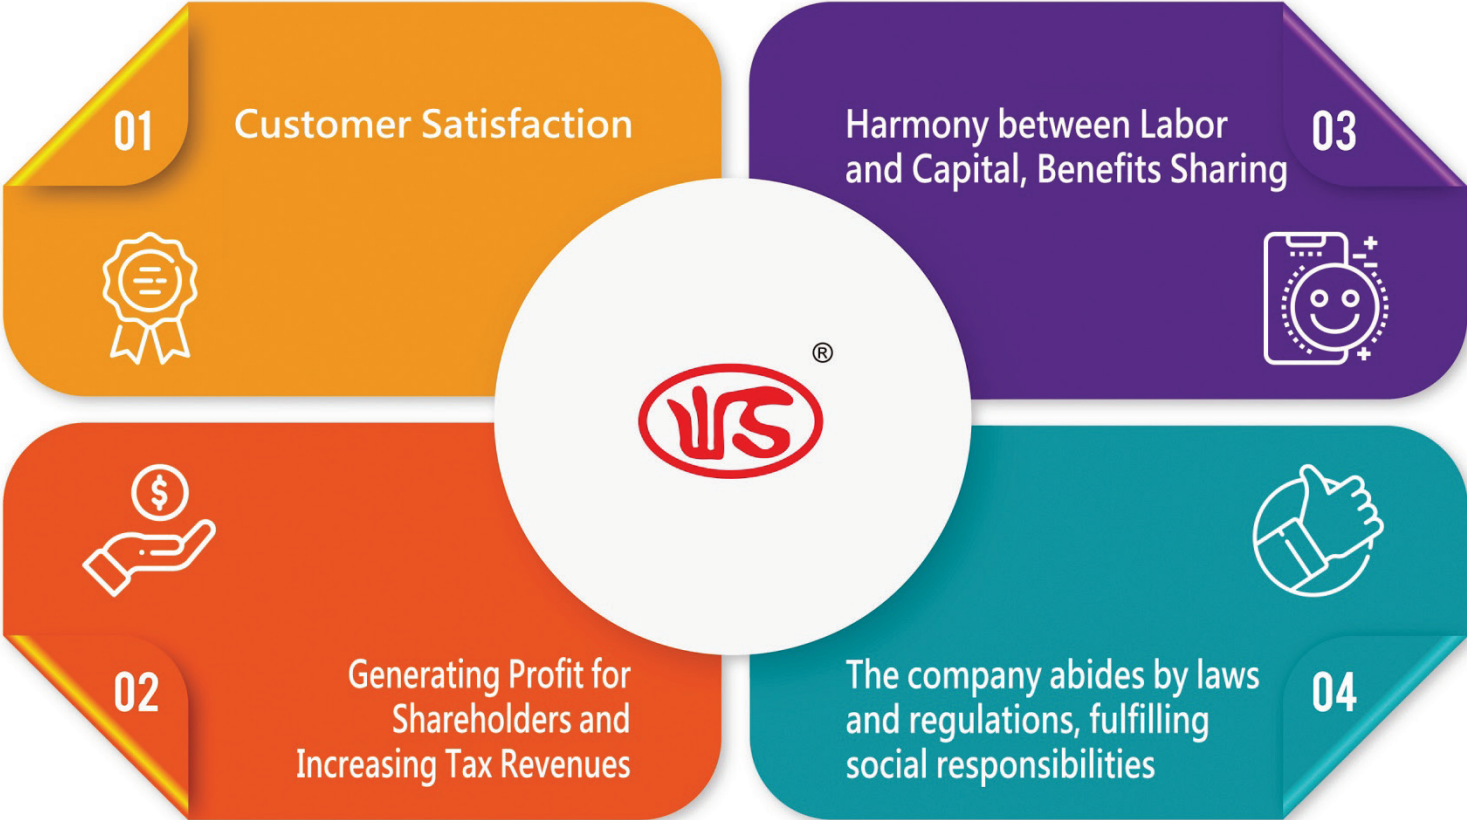 01
Customer Satisfaction
02
Generating Profit for
Shareholders and
Increasing Tax Revenues
03
Harmony between Labor
and Capital, Benefits Sharing
04
The company abides by laws
and regulations, fulfilling
social responsibilities
®
$